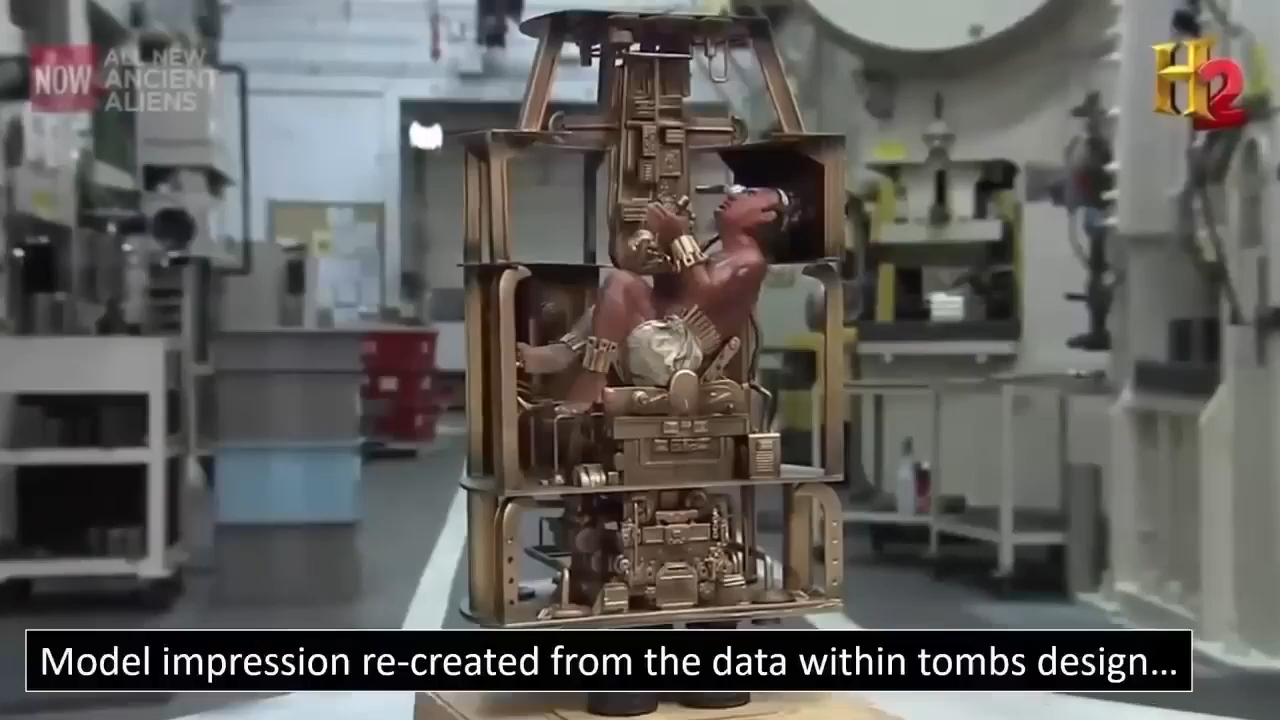 NOW
ALL NEW
ANCIENT
ALIENS
H2
Model impression re-created from the data within tombs design...